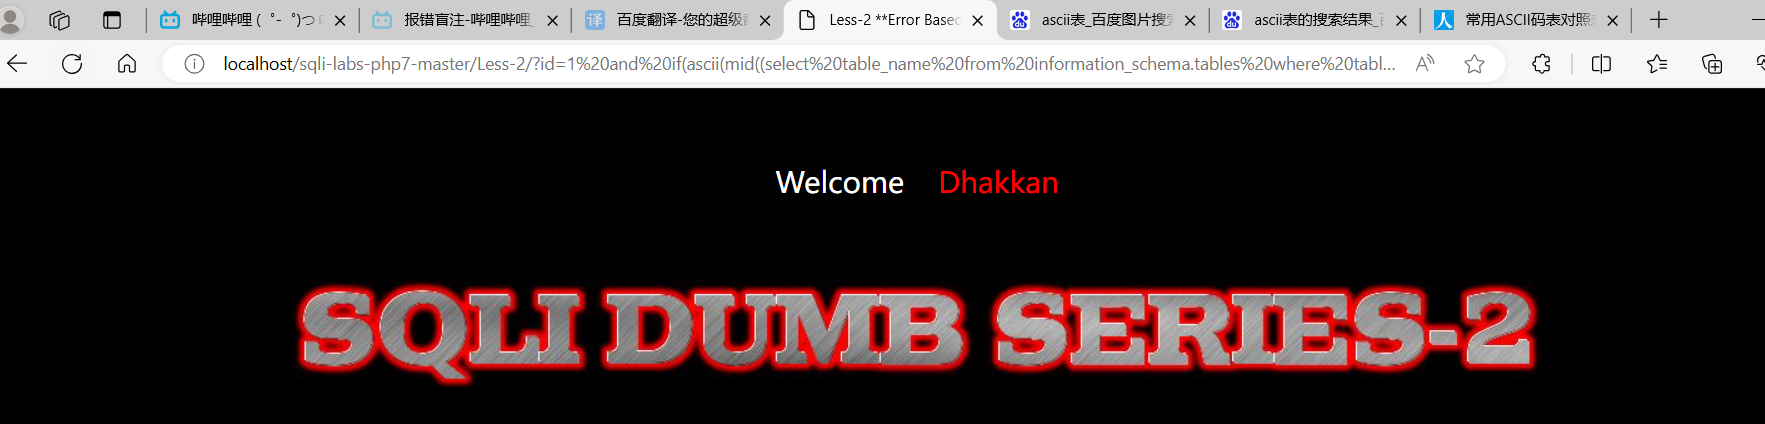 哔哩哔哩 ( ゜- ゜)つ
报错盲注-哔哩哔哩_
百度翻译-您的超级
Less-2 **Error Based
ascii表_百度图片搜
ascii表的搜索结果_
常用ASCII码表对照
localhost/sqli-labs-php7-master/Less-2/?id=1%20and%20if(ascii(mid((select%20table_name%20from%20information_schema.tables%20where%20tabl...
Welcome Dhakkan
SQLI DUMB SERIES-2